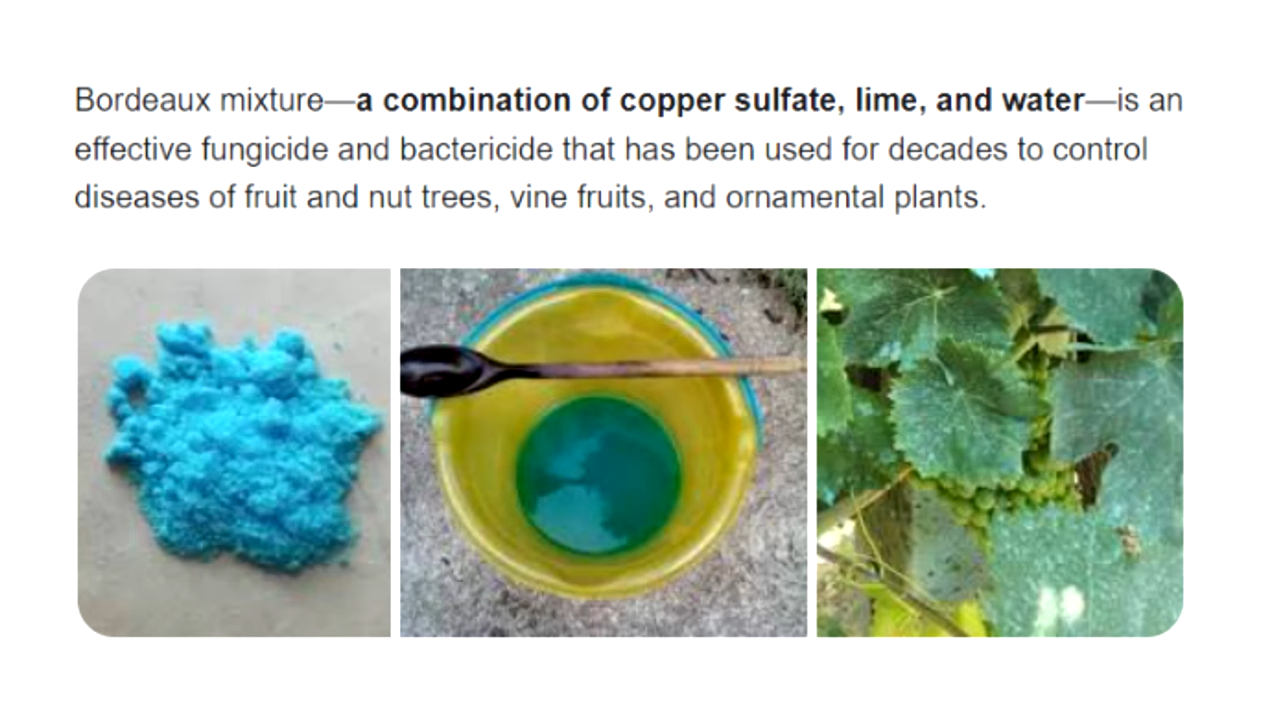 Bordeaux mixture—a combination of copper sulfate, lime, and water—is an
effective fungicide and bactericide that has been used for decades to control
diseases of fruit and nut trees, vine fruits, and ornamental plants.